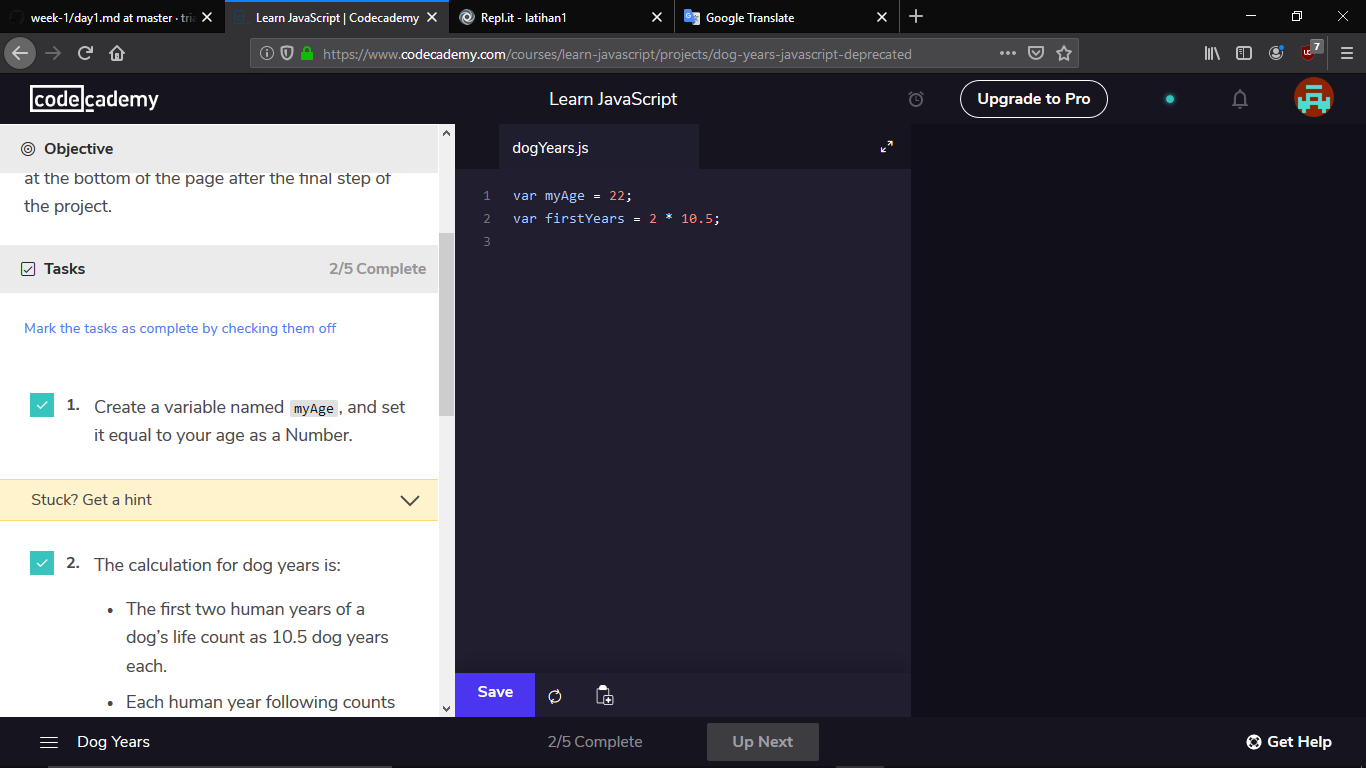 week-1/day1.md at master · tri
Learn JavaScript | Codecademy
Repl.it - latihan1
Google Translate
https://www.codecademy.com/courses/learn-javascript/projects/dog-years-javascript-deprecated
7
codecademy
Learn JavaScript
Upgrade to Pro
Objective
at the bottom of the page after the final step of
the project.
Tasks
2/5 Complete
Mark the tasks as complete by checking them off
1. Create a variable named myAge, and set
it equal to your age as a Number.
Stuck? Get a hint
2. The calculation for dog years is:
• The first two human years of a
dog’s life count as 10.5 dog years
each.
• Each human year following counts
dogYears.js
1 var myAge = 22;
2 var firstYears = 2 * 10.5;
3
Save
Dog Years
2/5 Complete
Up Next
Get Help